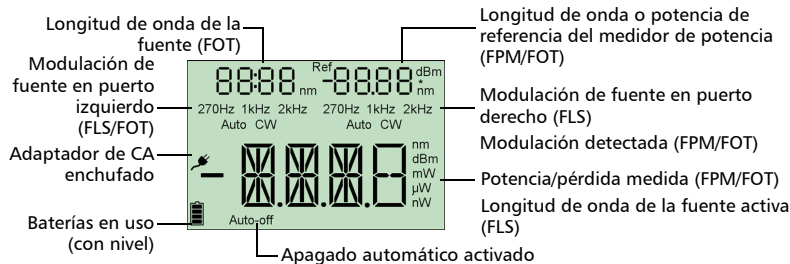 Longitud de onda de la
fuente (FOT)
Modulación de
fuente en puerto
izquierdo
(FLS/FOT)
Adaptador de CA
enchufado
Baterías en uso
(con nivel)
88:88 nm Ref -88.88 dBm * nm
270Hz 1kHz 2kHz 270Hz 1kHz 2kHz
Auto CW Auto CW
nm
dBm
mW
µW
nW
Auto-off
Apagado automático activado
Longitud de onda o potencia de
referencia del medidor de potencia
(FPM/FOT)
Modulación de fuente en puerto
derecho (FLS)
Modulación detectada (FPM/FOT)
Potencia/pérdida medida (FPM/FOT)
Longitud de onda de la fuente activa
(FLS)